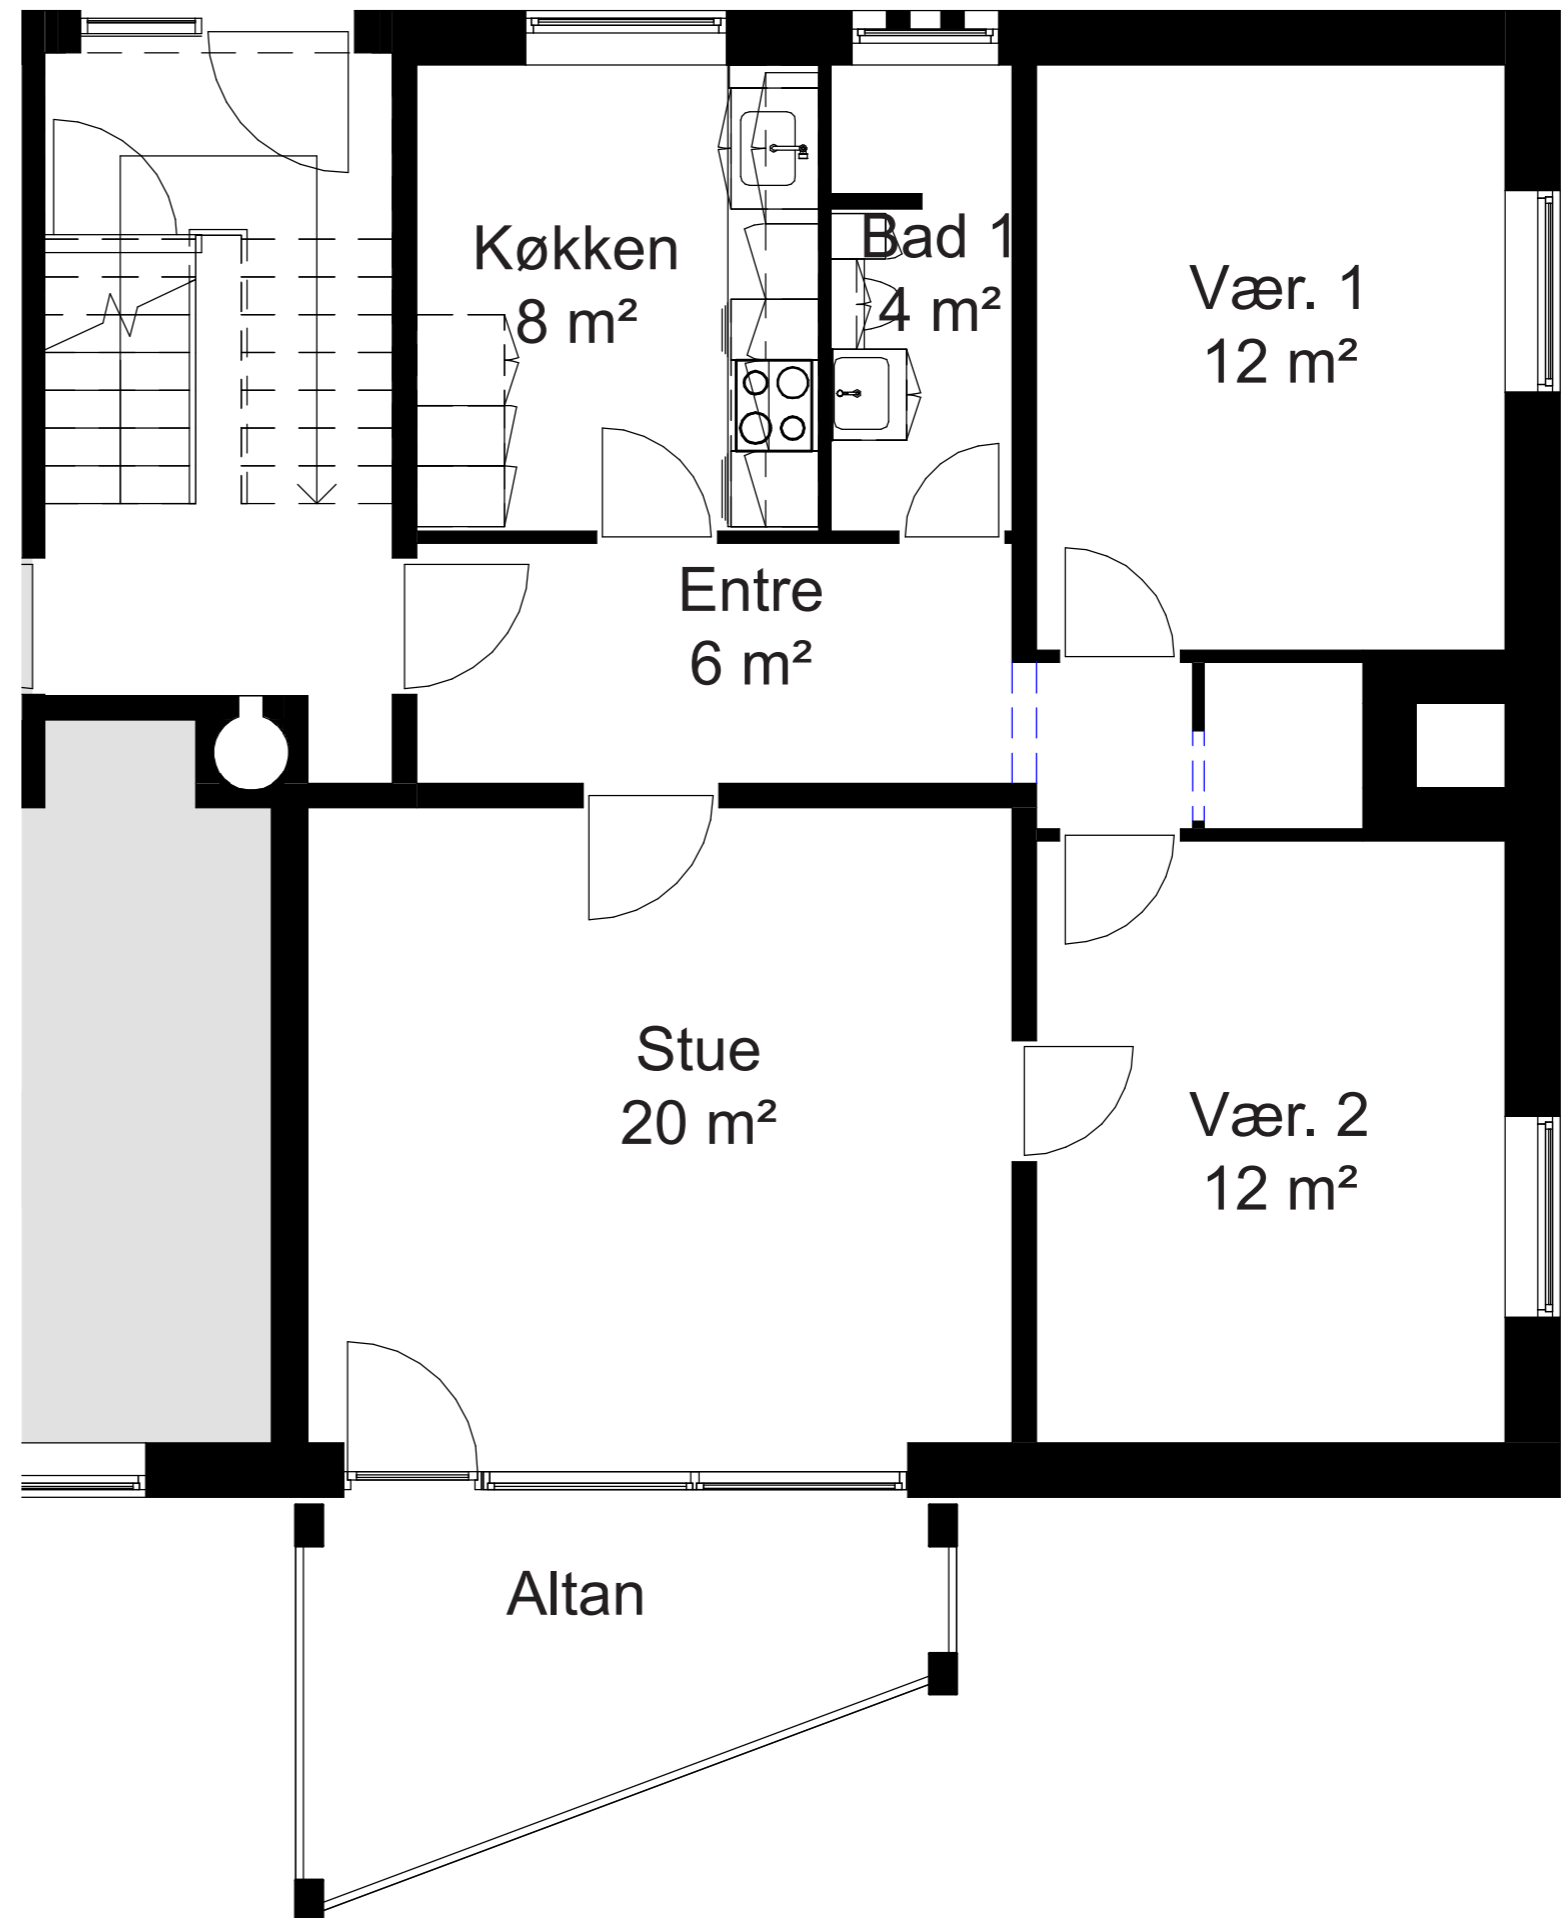 Køkken
8 m²
Bad 1
4 m²
Vær. 1
12 m²
Entre
6 m²
Stue
20 m²
Vær. 2
12 m²
Altan